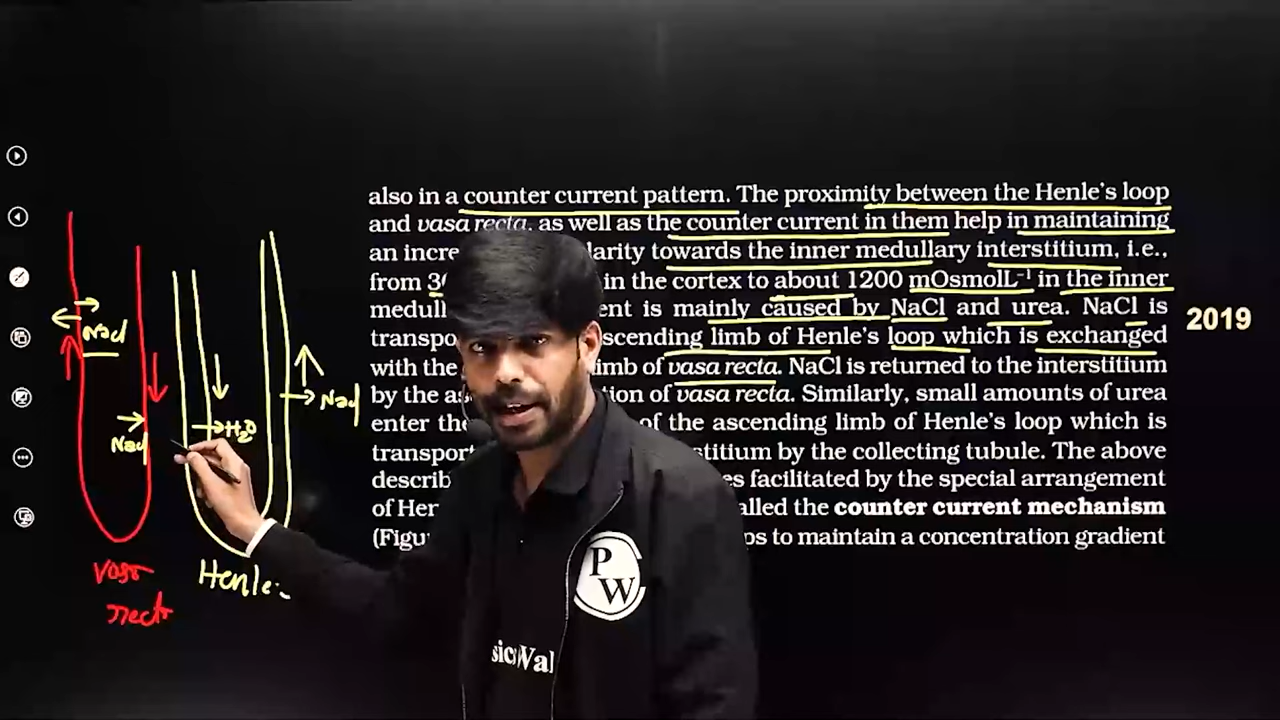 also in a counter current pattern. The proximity between the Henle's loop
and vasa recta, as well as the counter current in them help in maintaining
an incre larity towards the inner medullary interstitium, i.e.,
from 30 in the cortex to about 1200 mOsmolL⁻¹ in the inner
medull ent is mainly caused by NaCl and urea. NaCl is
transpo scending limb of Henle's loop which is exchanged
with the imb of vasa recta. NaCl is returned to the interstitium
by the as ion of vasa recta. Similarly, small amounts of urea
enter the of the ascending limb of Henle's loop which is
transport stitium by the collecting tubule. The above
describ es facilitated by the special arrangement
of Hen alled the counter current mechanism
(Figu ps to maintain a concentration gradient
2019
Nacl
Nacl
H₂O
Nacl
Vasa
recta
Henle
P
W
sicsWal